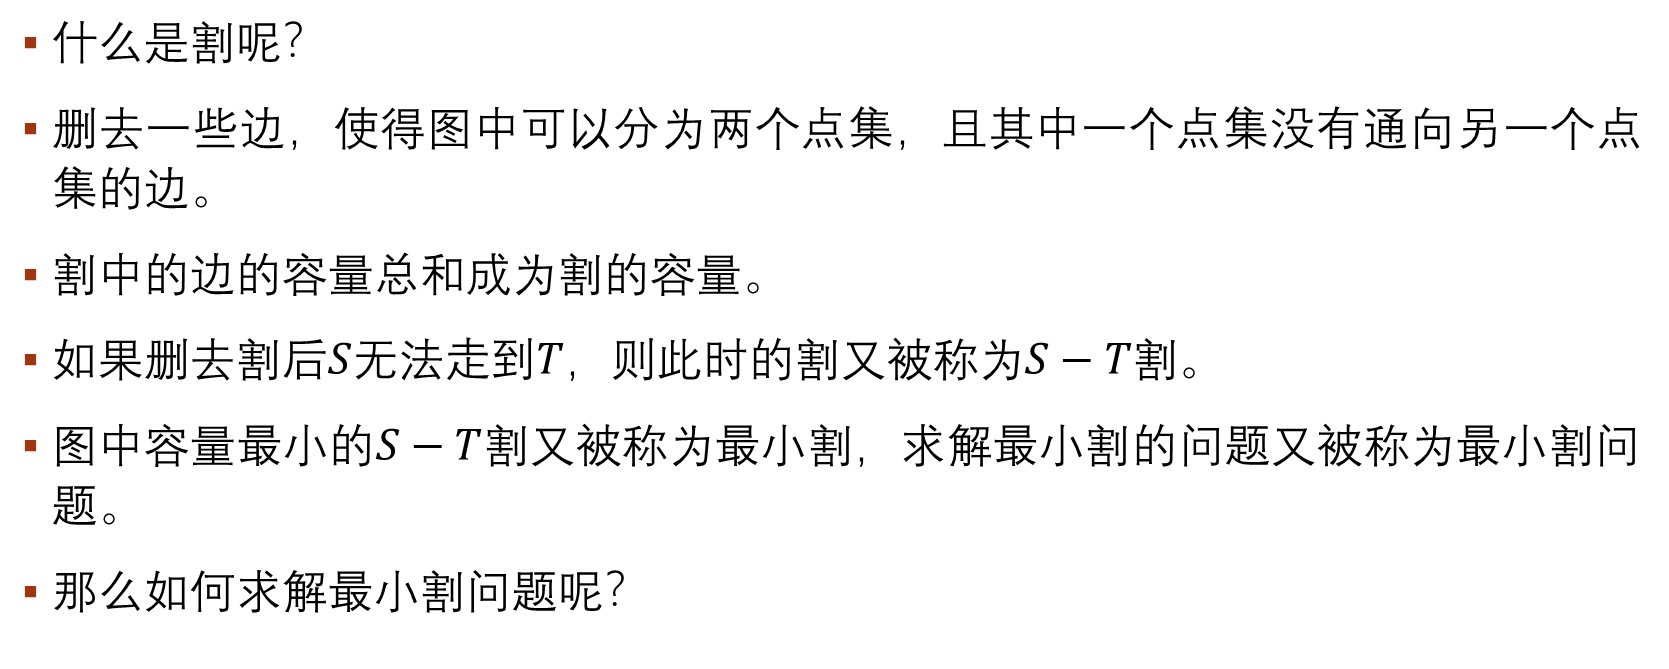 ▪ 什么是割呢？
▪ 删去一些边，使得图中可以分为两个点集，且其中一个点集没有通向另一个点
集的边。
▪ 割中的边的容量总和成为割的容量。
▪ 如果删去割后S无法走到T，则此时的割又被称为S − T割。
▪ 图中容量最小的S − T割又被称为最小割，求解最小割的问题又被称为最小割问
题。
▪ 那么如何求解最小割问题呢？